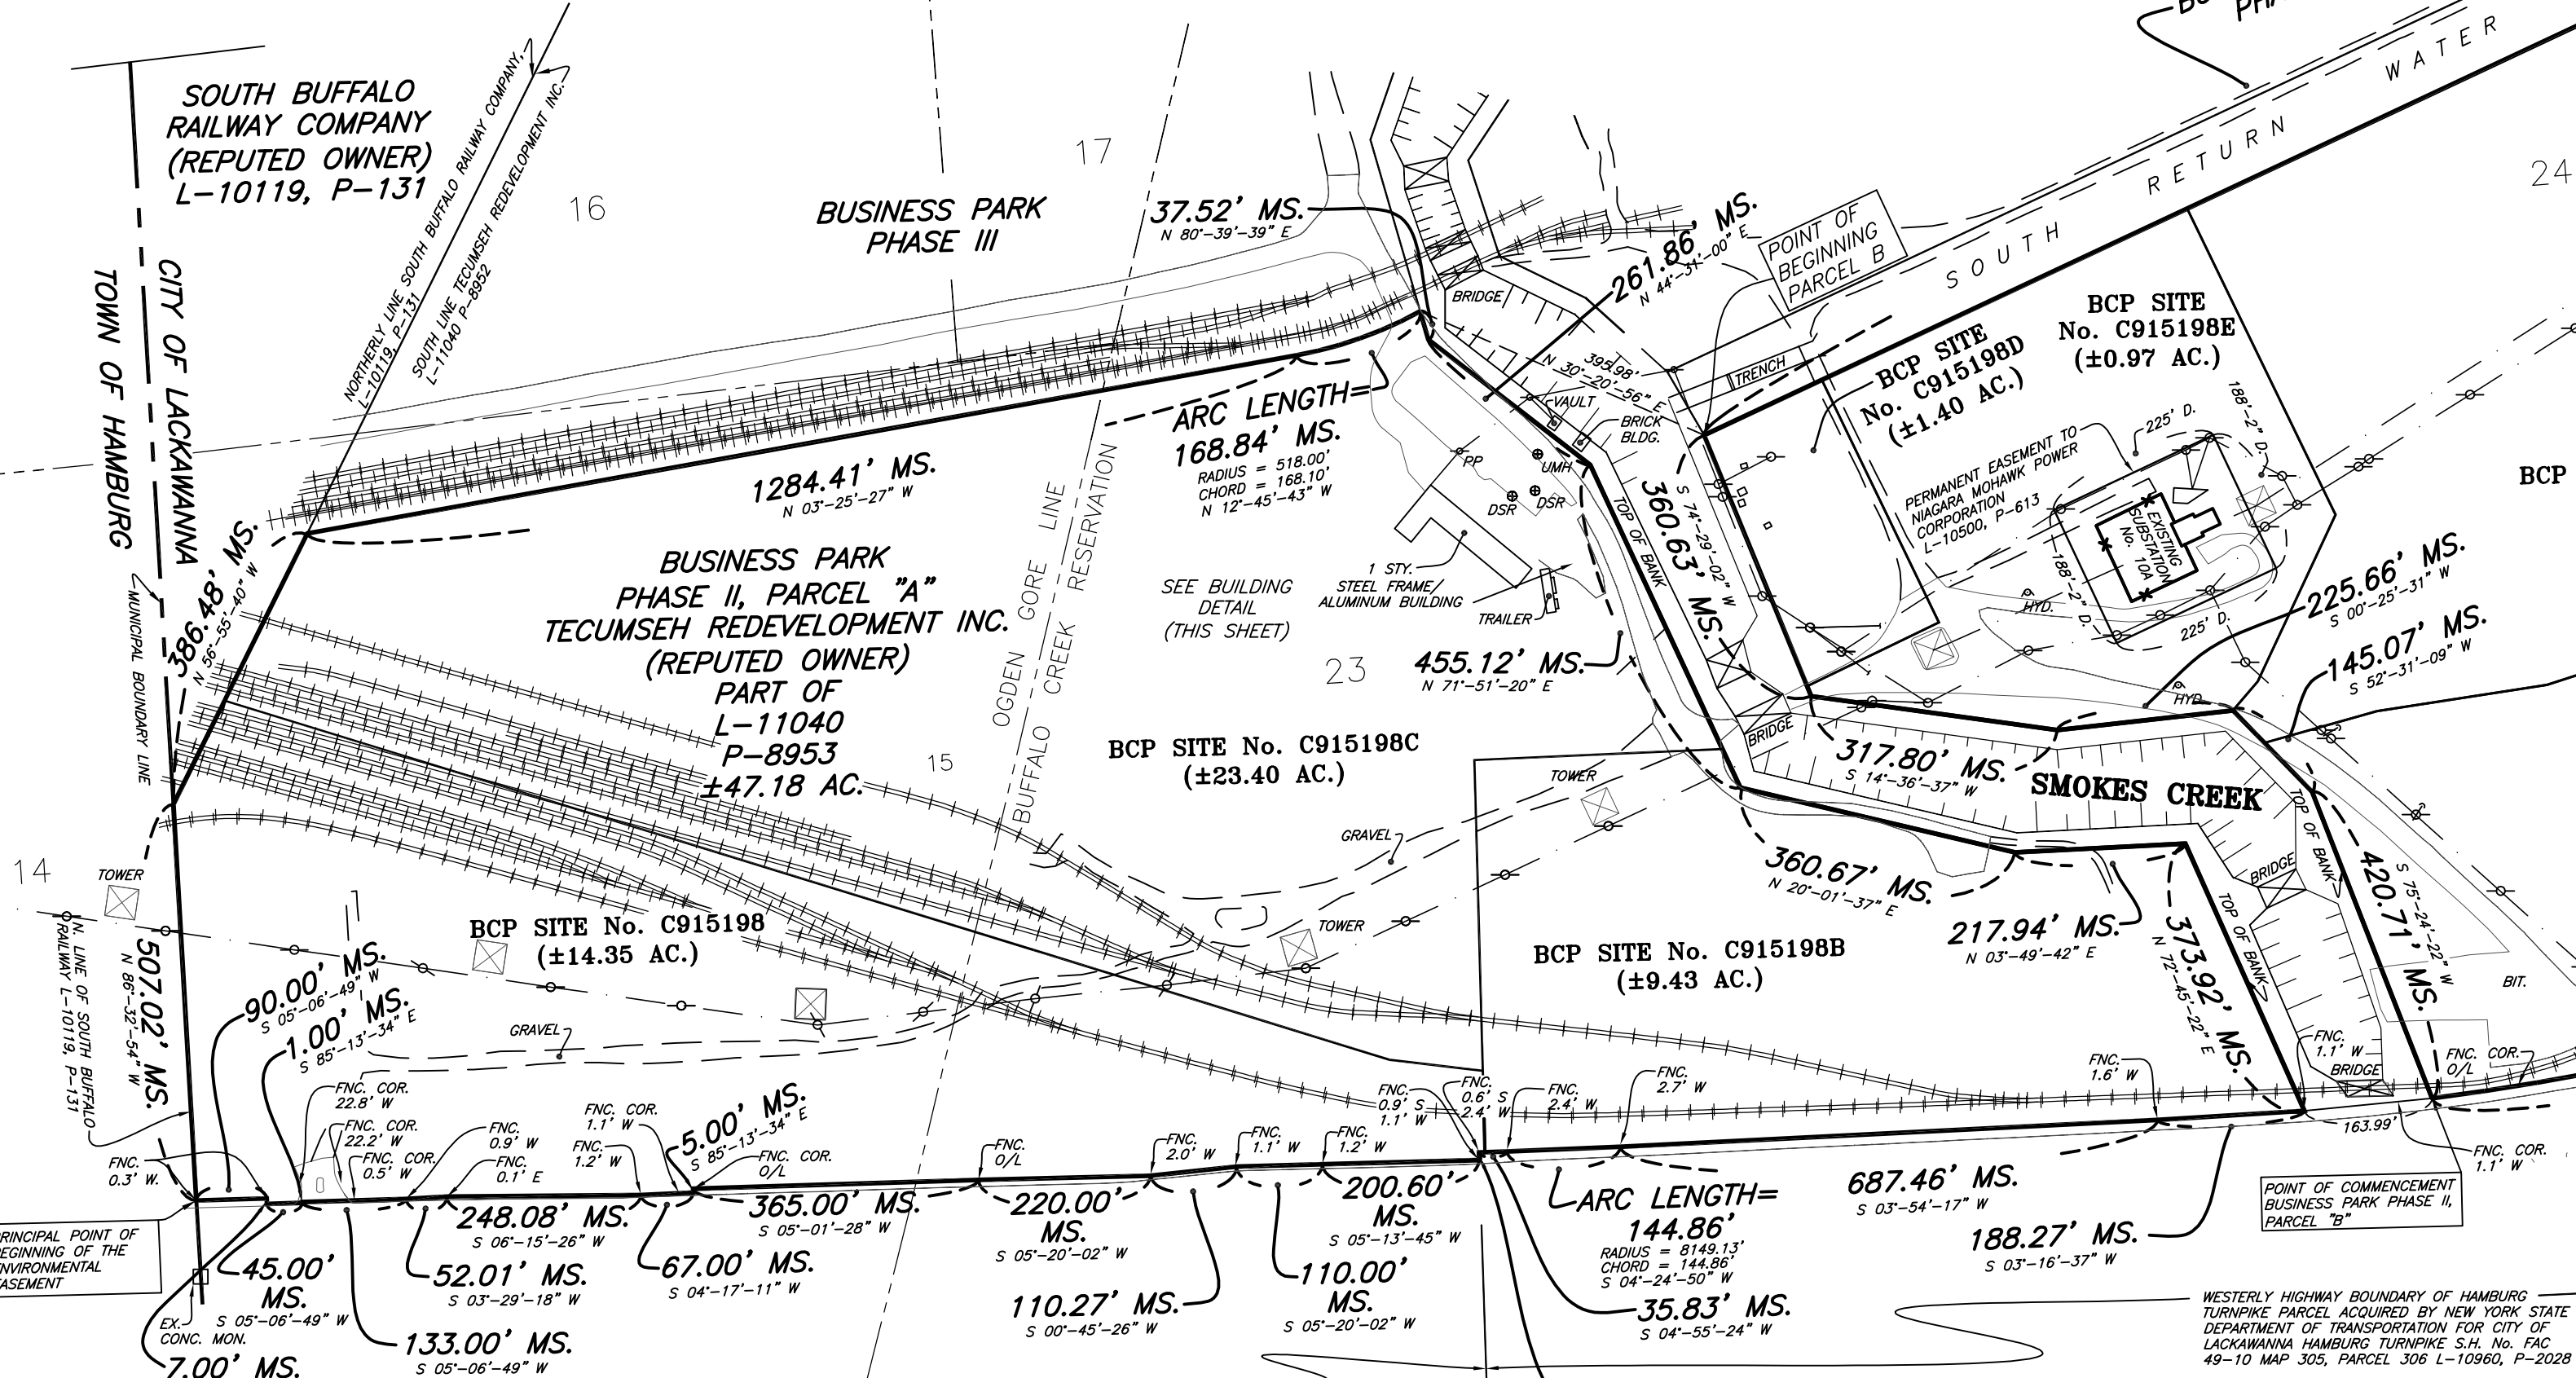 SOUTH BUFFALO
RAILWAY COMPANY
(REPUTED OWNER)
L-10119, P-131
NORTHERLY LINE SOUTH BUFFALO RAILWAY COMPANY,
L-10119, P-131
SOUTH LINE TECUMSEH REDEVELOPMENT INC.
L-11040 P-8952
16
17
24
BUSINESS PARK
PHASE III
37.52' MS.
N 80°-39'-39" E
CITY OF LACKAWANNA
TOWN OF HAMBURG
MUNICIPAL BOUNDARY LINE
386.48' MS.
N 56°-55'-40" W
1284.41' MS.
N 03°-25'-27" W
ARC LENGTH=
168.84' MS.
RADIUS = 518.00'
CHORD = 168.10'
N 12°-45'-43" W
BRIDGE
261.86' MS.
N 44°-31'-00" E
395.98'
N 30°-20'-56" E
VAULT
BRICK
BLDG.
POINT OF
BEGINNING
PARCEL B
TRENCH
SOUTH RETURN WATER
BCP SITE
No. C915198D
(±1.40 AC.)
BCP SITE
No. C915198E
(±0.97 AC.)
BCP
PERMANENT EASEMENT TO
NIAGARA MOHAWK POWER
CORPORATION
L-10500, P-613
225' D.
188'-2" D.
188'-2" D.
225' D.
EXISTING
SUBSTATION
No. 10A
HYD.
HYD.
PP
UMH
DSR
DSR
TOP OF BANK
360.63' MS.
S 74°-29'-02" W
1 STY.
STEEL FRAME/
ALUMINUM BUILDING
TRAILER
SEE BUILDING
DETAIL
(THIS SHEET)
23
455.12' MS.
N 71°-51'-20" E
225.66' MS.
S 00°-25'-31" W
145.07' MS.
S 52°-31'-09" W
BUSINESS PARK
PHASE II, PARCEL "A"
TECUMSEH REDEVELOPMENT INC.
(REPUTED OWNER)
PART OF
L-11040
P-8953
±47.18 AC.
OGDEN GORE LINE
BUFFALO CREEK RESERVATION
15
BCP SITE No. C915198C
(±23.40 AC.)
BRIDGE
317.80' MS.
S 14°-36'-37" W
SMOKES CREEK
TOWER
GRAVEL
TOP OF BANK
BRIDGE
360.67' MS.
N 20°-01'-37" E
420.71' MS.
S 75°-24'-22" W
14
TOWER
N. LINE OF SOUTH BUFFALO
RAILWAY L-10119, P-131
507.02' MS.
N 86°-32'-54" W
BCP SITE No. C915198
(±14.35 AC.)
TOWER
BCP SITE No. C915198B
(±9.43 AC.)
217.94' MS.
N 03°-49'-42" E
373.92' MS.
N 72°-45'-22" E
TOP OF BANK
BIT.
90.00' MS.
S 05°-06'-49" W
1.00' MS.
S 85°-13'-34" E
GRAVEL
FNC. COR.
22.8' W
FNC. COR.
22.2' W
FNC. COR.
0.5' W
FNC.
0.9' W
FNC.
0.1' E
FNC. COR.
1.1' W
FNC.
1.2' W
5.00' MS.
S 85°-13'-34" E
FNC. COR.
O/L
FNC.
O/L
FNC.
2.0' W
FNC.
1.1' W
FNC.
1.2' W
FNC.
0.9' S
1.1' W
FNC.
0.6' S
2.4' W
FNC.
2.4' W
FNC.
2.7' W
FNC.
1.6' W
FNC.
1.1' W
BRIDGE
FNC. COR.
O/L
163.99'
FNC. COR.
1.1' W
FNC.
0.3' W.
248.08' MS.
S 06°-15'-26" W
365.00' MS.
S 05°-01'-28" W
220.00'
MS.
S 05°-20'-02" W
200.60'
MS.
S 05°-13'-45" W
ARC LENGTH=
144.86'
RADIUS = 8149.13'
CHORD = 144.86'
S 04°-24'-50" W
687.46' MS.
S 03°-54'-17" W
188.27' MS.
S 03°-16'-37" W
POINT OF COMMENCEMENT
BUSINESS PARK PHASE II,
PARCEL "B"
PRINCIPAL POINT OF
BEGINNING OF THE
ENVIRONMENTAL
EASEMENT
45.00'
MS.
S 05°-06'-49" W
52.01' MS.
S 03°-29'-18" W
67.00' MS.
S 04°-17'-11" W
110.27' MS.
S 00°-45'-26" W
110.00'
MS.
S 05°-20'-02" W
35.83' MS.
S 04°-55'-24" W
EX.
CONC. MON.
133.00' MS.
S 05°-06'-49" W
7.00' MS.
WESTERLY HIGHWAY BOUNDARY OF HAMBURG
TURNPIKE PARCEL ACQUIRED BY NEW YORK STATE
DEPARTMENT OF TRANSPORTATION FOR CITY OF
LACKAWANNA HAMBURG TURNPIKE S.H. No. FAC
49-10 MAP 305, PARCEL 306 L-10960, P-2028